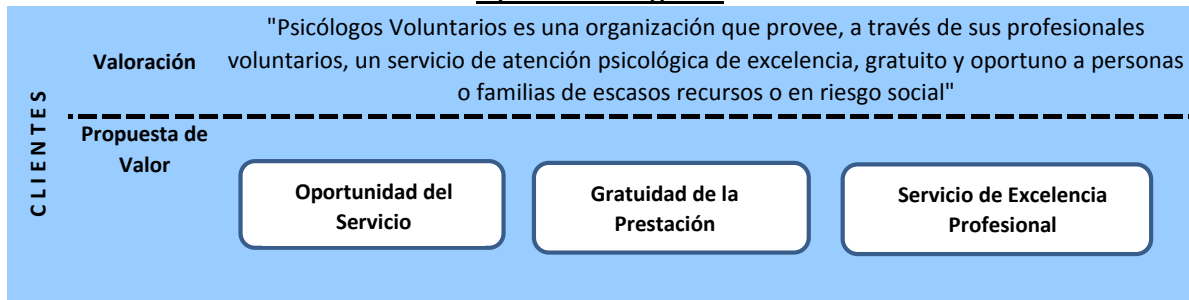 "Psicólogos Voluntarios es una organización que provee, a través de sus profesionales
Valoración voluntarios, un servicio de atención psicológica de excelencia, gratuito y oportuno a personas
o familias de escasos recursos o en riesgo social"
CLIENTES
Propuesta de
Valor
Oportunidad del
Servicio
Gratuidad de la
Prestación
Servicio de Excelencia
Profesional